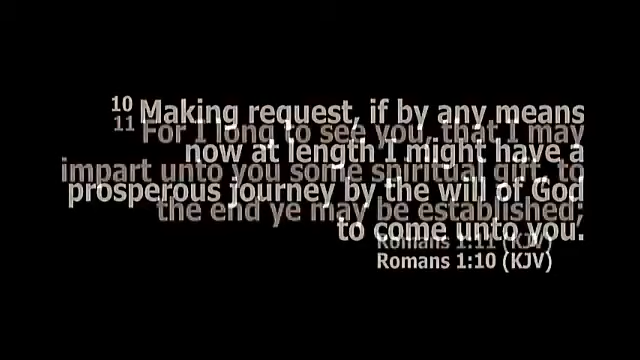 10 Making request, if by any means
now at length I might have a
prosperous journey by the will of God
to come unto you.
Romans 1:10 (KJV)
11 For I long to see you, that I may
impart unto you some spiritual gift, to
the end ye may be established;
Romans 1:11 (KJV)